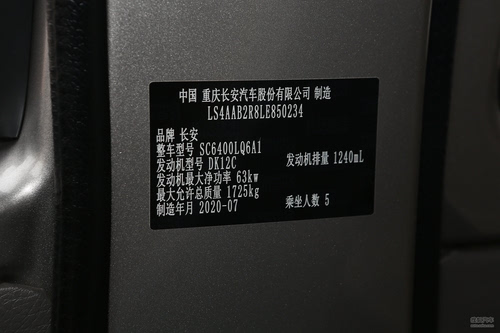 中国 重庆长安汽车股份有限公司 制造
LS4AAB2R8LE850234
品牌 长安
整车型号 SC6400LQ6A1
发动机型号 DK12C 发动机排量 1240mL
发动机最大净功率 63kw
最大允许总质量 1725kg
制造年月 2020-07 乘坐人数 5